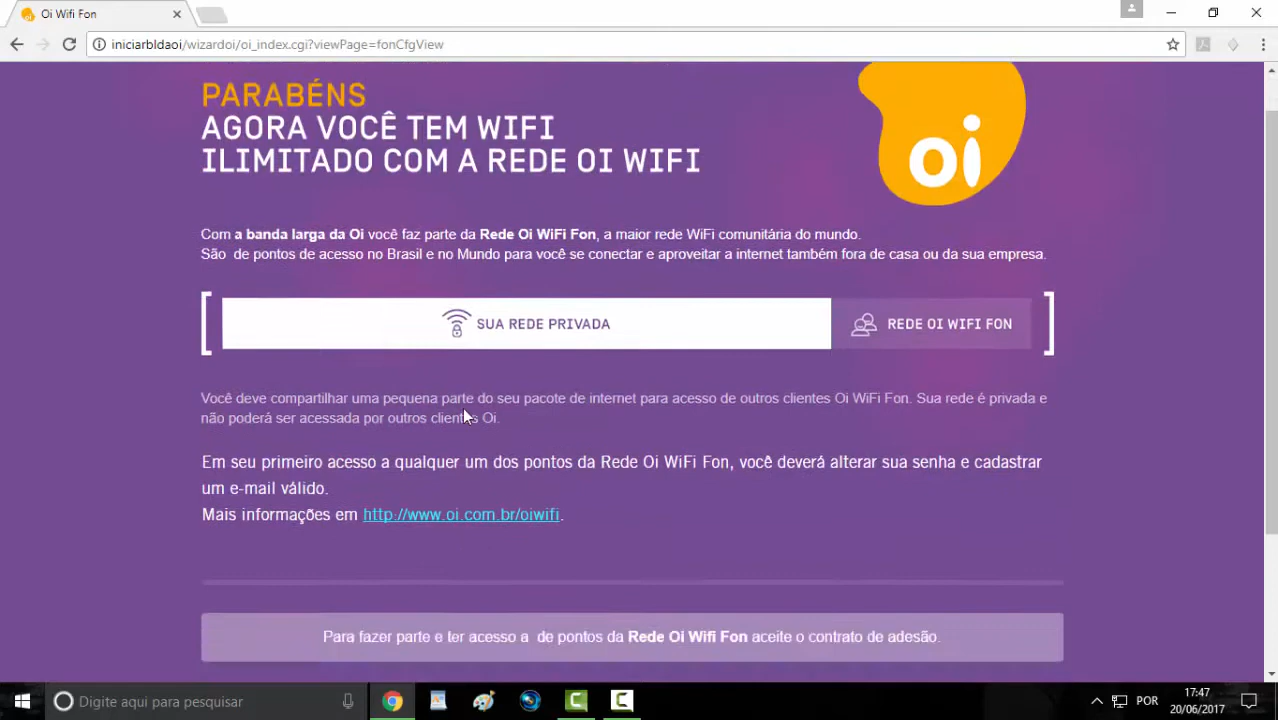 Oi Wifi Fon
iniciarbldaoi/wizardoi/oi_index.cgi?viewPage=fonCfgView
PARABÉNS
AGORA VOCÊ TEM WIFI
ILIMITADO COM A REDE OI WIFI
oi
Com a banda larga da Oi você faz parte da Rede Oi WiFi Fon, a maior rede WiFi comunitária do mundo.
São de pontos de acesso no Brasil e no Mundo para você se conectar e aproveitar a internet também fora de casa ou da sua empresa.
SUA REDE PRIVADA
REDE OI WIFI FON
Você deve compartilhar uma pequena parte do seu pacote de internet para acesso de outros clientes Oi WiFi Fon. Sua rede é privada e
não poderá ser acessada por outros clientes Oi.
Em seu primeiro acesso a qualquer um dos pontos da Rede Oi WiFi Fon, você deverá alterar sua senha e cadastrar
um e-mail válido.
Mais informações em http://www.oi.com.br/oiwifi.
Para fazer parte e ter acesso a de pontos da Rede Oi Wifi Fon aceite o contrato de adesão.
Digite aqui para pesquisar
POR
17:47
20/06/2017